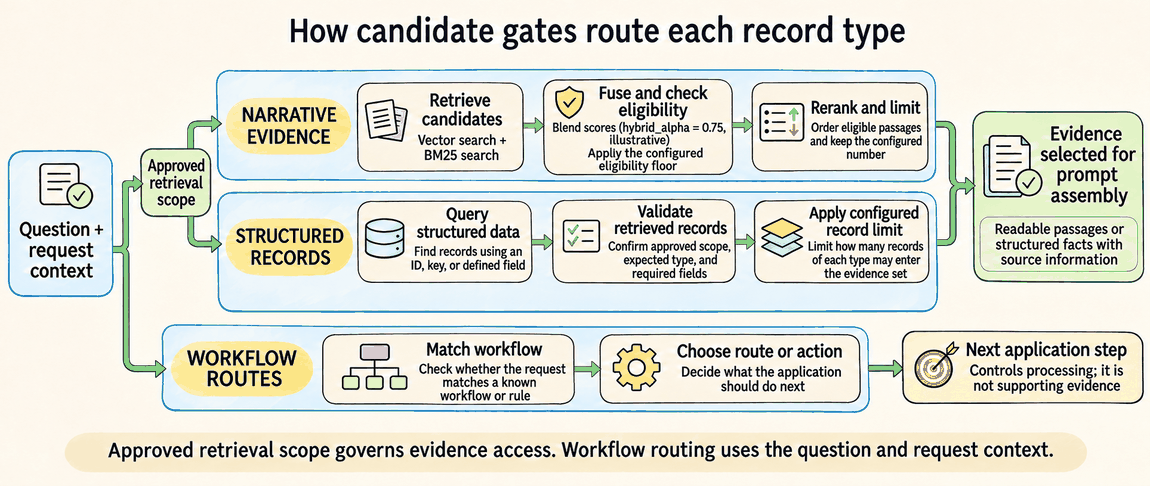 How candidate gates route each record type
Question +
request
context
Approved
retrieval
scope
NARRATIVE
EVIDENCE
Retrieve
candidates
Vector search +
BM25 search
Fuse and check
eligibility
Blend scores (hybrid_alpha = 0.75,
illustrative)
Apply the configured
eligibility floor
Rerank and limit
Order eligible passages
and keep the configured
number
STRUCTURED
RECORDS
Query
structured data
Find records using an
ID, key, or defined field
Validate
retrieved records
Confirm approved scope,
expected type, and
required fields
Apply configured
record limit
Limit how many records
of each type may enter
the evidence set
Evidence
selected for
prompt
assembly
Readable passages or
structured facts with
source information
WORKFLOW
ROUTES
Match workflow
Check whether the request
matches a known
workflow or rule
Choose route or action
Decide what the application
should do next
Next application step
Controls processing; it is
not supporting evidence
Approved retrieval scope governs evidence access. Workflow routing uses the question and request context.